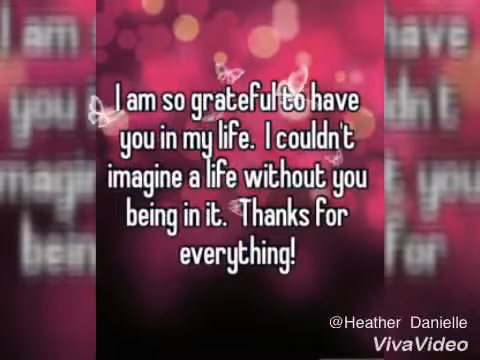 I am so grateful to have
you in my life. I couldn't
imagine a life without you
being in it. Thanks for
everything!
@Heather Danielle
VivaVideo